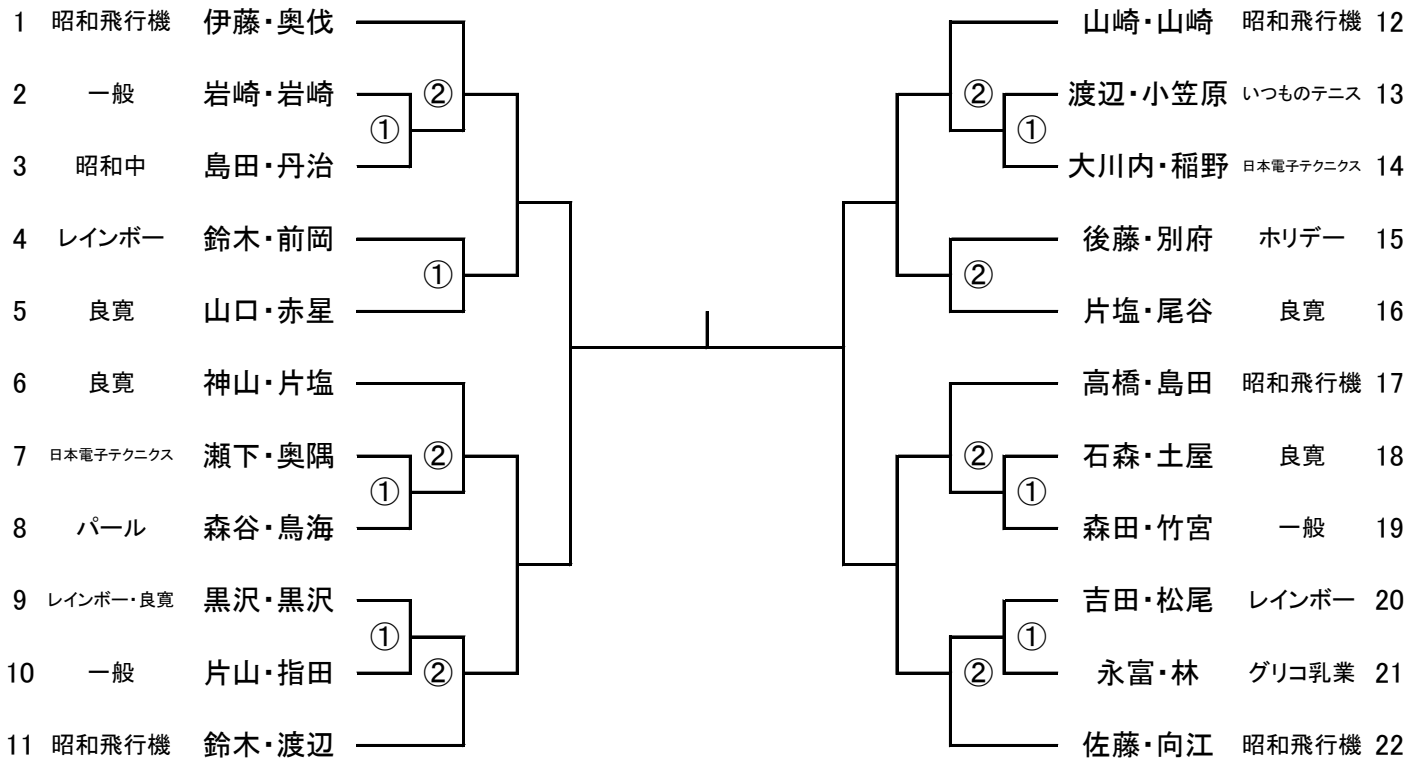 1 昭和飛行機 伊藤・奥伐
2 一般 岩崎・岩崎 ②
①
3 昭和中 島田・丹治
4 レインボー 鈴木・前岡
①
5 良寛 山口・赤星
6 良寛 神山・片塩
7 日本電子テクニクス 瀬下・奥隅 ②
①
8 パール 森谷・鳥海
9 レインボー・良寛 黒沢・黒沢
①
10 一般 片山・指田 ②
11 昭和飛行機 鈴木・渡辺
山崎・山崎 昭和飛行機 12
② 渡辺・小笠原 いつものテニス 13
①
大川内・稲野 日本電子テクニクス 14
後藤・別府 ホリデー 15
②
片塩・尾谷 良寛 16
高橋・島田 昭和飛行機 17
② 石森・土屋 良寛 18
①
森田・竹宮 一般 19
吉田・松尾 レインボー 20
①
② 永富・林 グリコ乳業 21
佐藤・向江 昭和飛行機 22